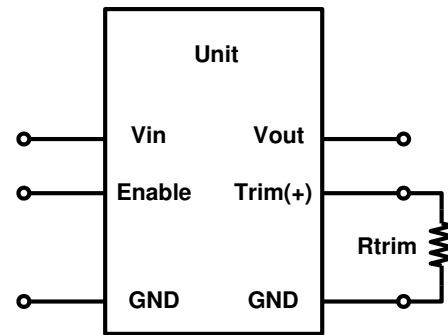 Unit
Vin Vout
Enable Trim(+)
Rtrim
GND GND